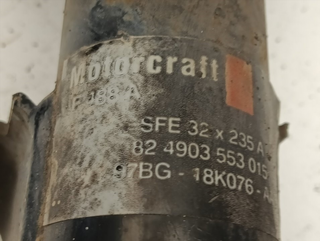 Motorcraft
SFE 32 x 235 A
82 4903 553 015
97BG - 18K076 - A